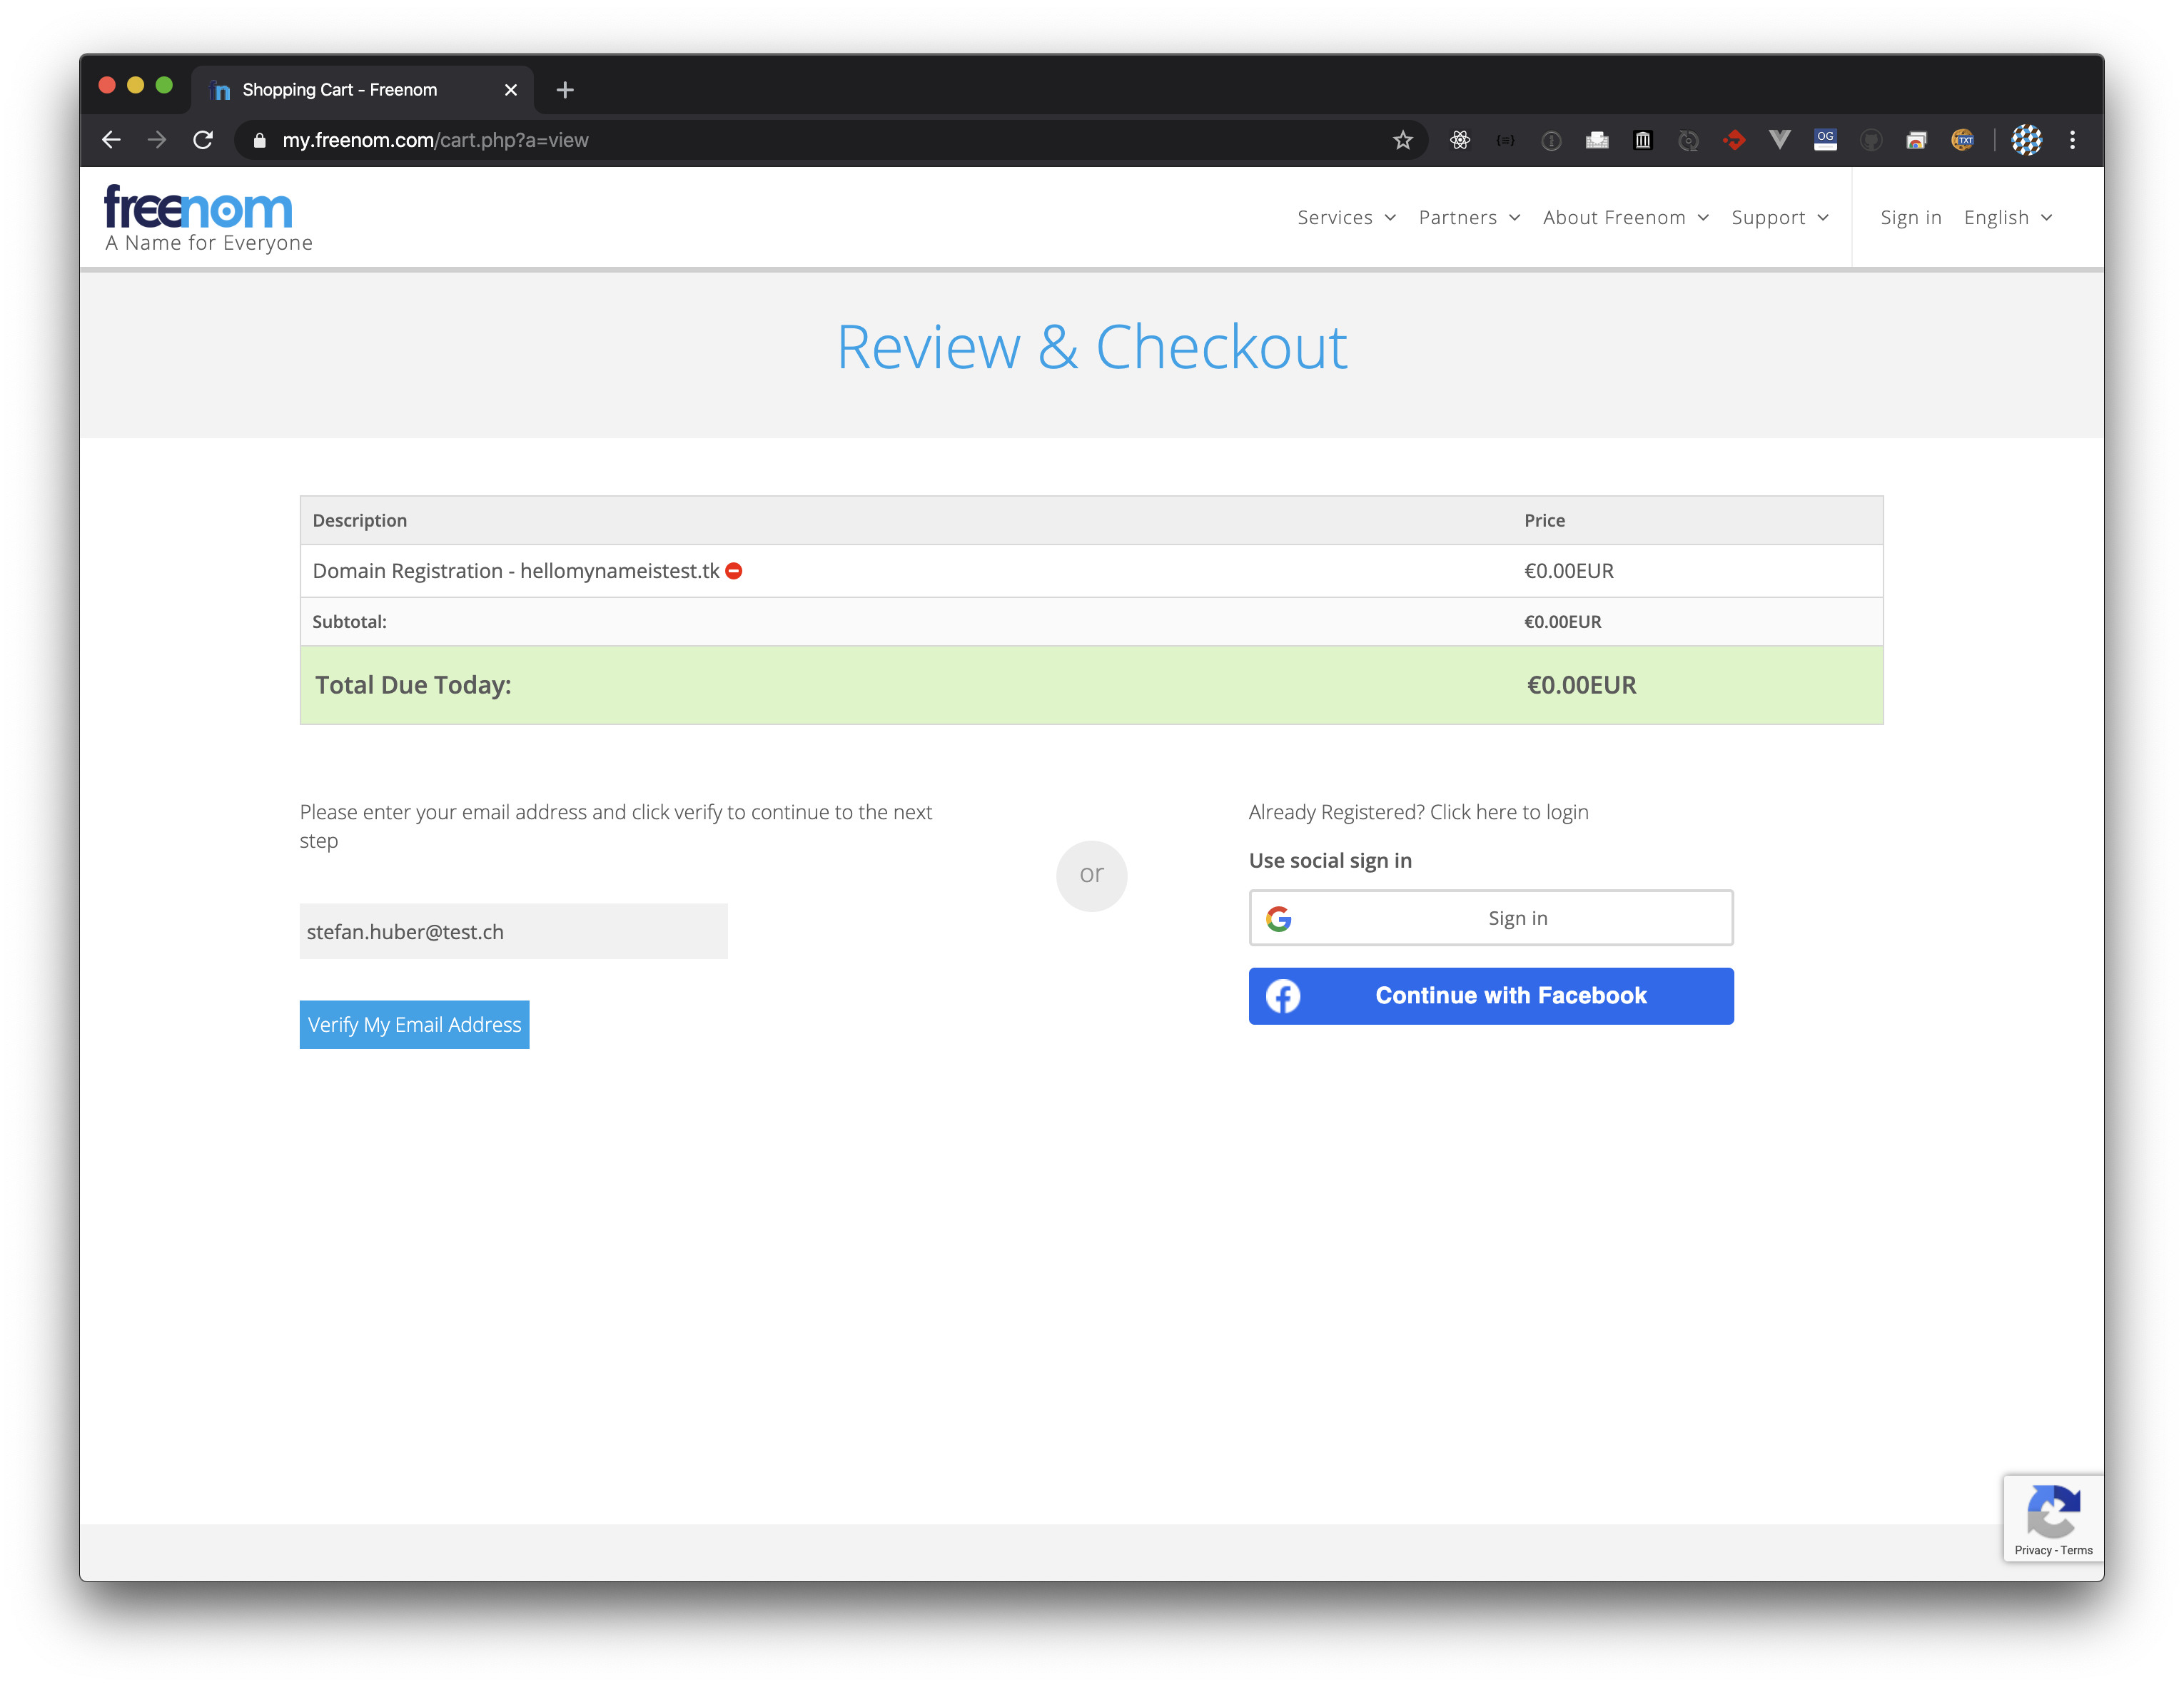 Shopping Cart - Freenom
my.freenom.com/cart.php?a=view
OG
TXT
freenom
A Name for Everyone
Services
Partners
About Freenom
Support
Sign in
English
Review & Checkout
Description Price
Domain Registration - hellomynameistest.tk €0.00EUR
Subtotal: €0.00EUR
Total Due Today: €0.00EUR
Please enter your email address and click verify to continue to the next
step
stefan.huber@test.ch
Verify My Email Address
or
Already Registered? Click here to login
Use social sign in
Sign in
Continue with Facebook
Privacy - Terms